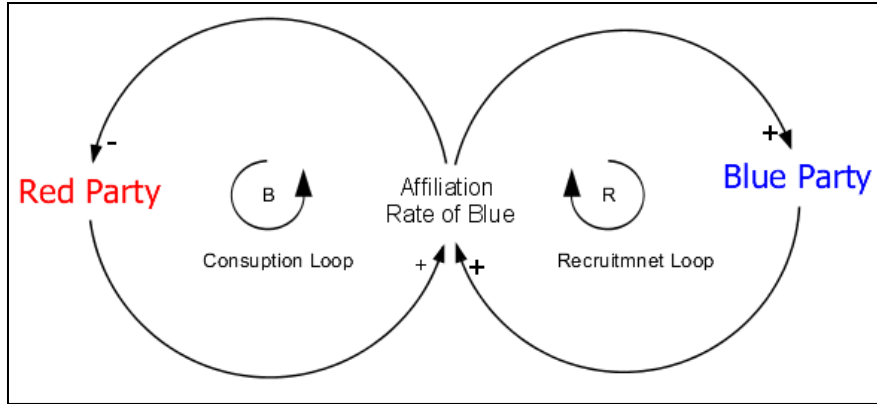 -
+
Red Party
B
Affiliation
Rate of Blue
R
Blue Party
Consuption Loop
+
+
Recruitmnet Loop